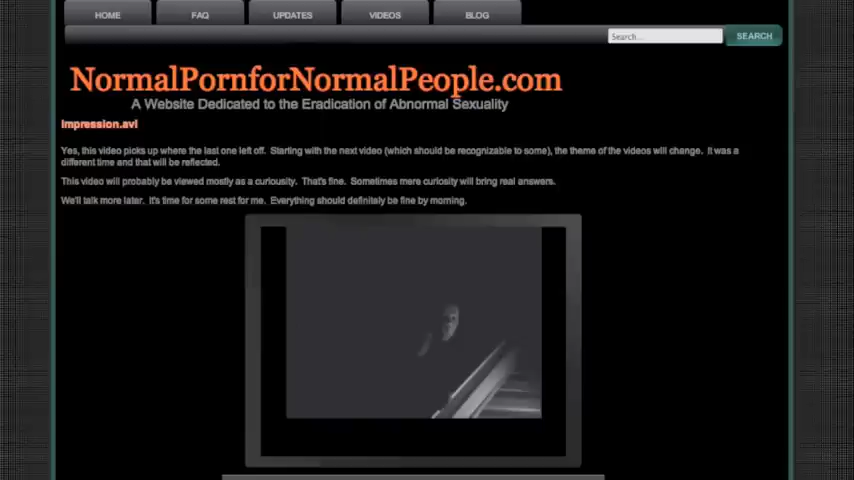 HOME FAQ UPDATES VIDEOS BLOG
Search... SEARCH
NormalPornforNormalPeople.com
A Website Dedicated to the Eradication of Abnormal Sexuality
impression.avi
Yes, this video picks up where the last one left off. Starting with the next video (which should be recognizable to some), the theme of the videos will change. It was a
different time and that will be reflected.
This video will probably be viewed mostly as a curiousity. That's fine. Sometimes mere curiosity will bring real answers.
We'll talk more later. It's time for some rest for me. Everything should definitely be fine by morning.